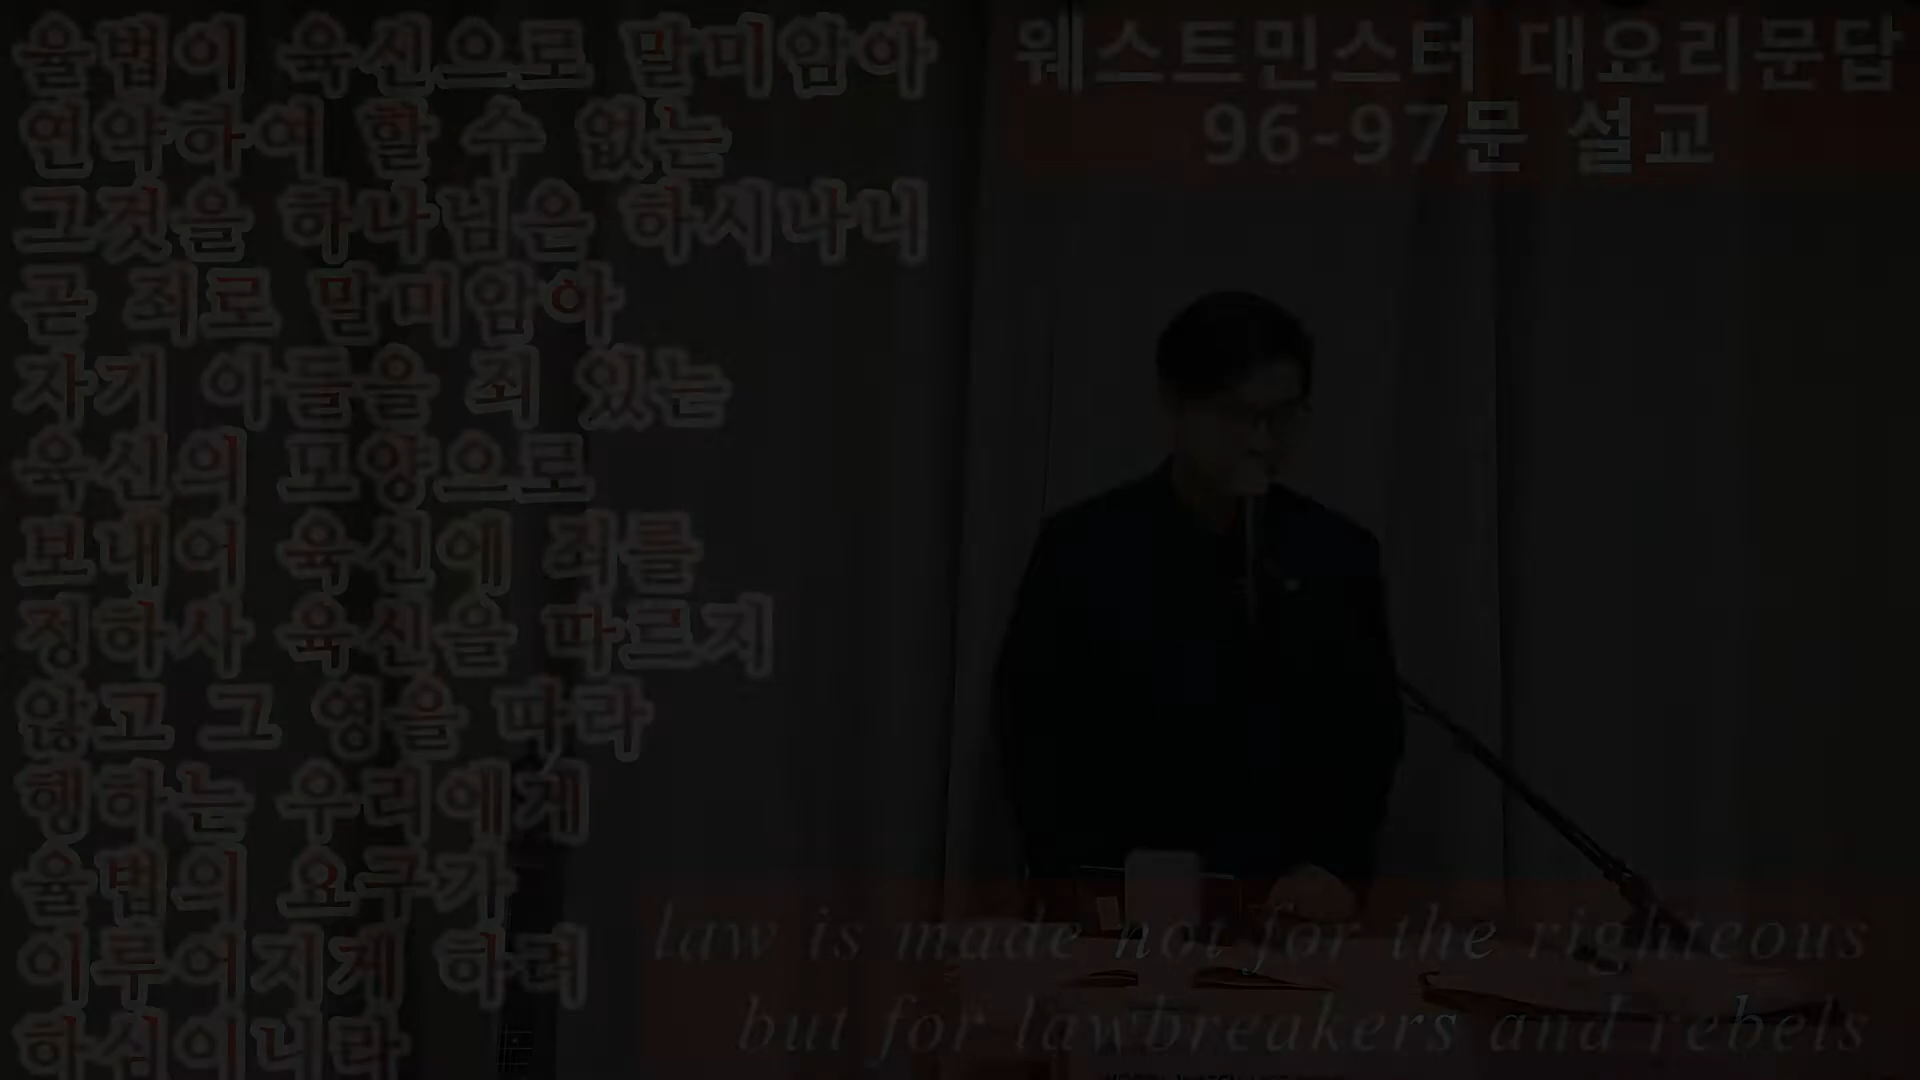 율법이 육신으로 말미암아
연약하여 할 수 없는
그것을 하나님은 하시나니
곧 죄로 말미암아
자기 아들을 죄 있는
육신의 모양으로
보내어 육신에 죄를
정하사 육신을 따르지
않고 그 영을 따라
행하는 우리에게
율법의 요구가
이루어지게 하려
하심이니라
웨스트민스터 대요리문답
96-97문 설교
law is made not for the righteous
but for lawbreakers and rebels